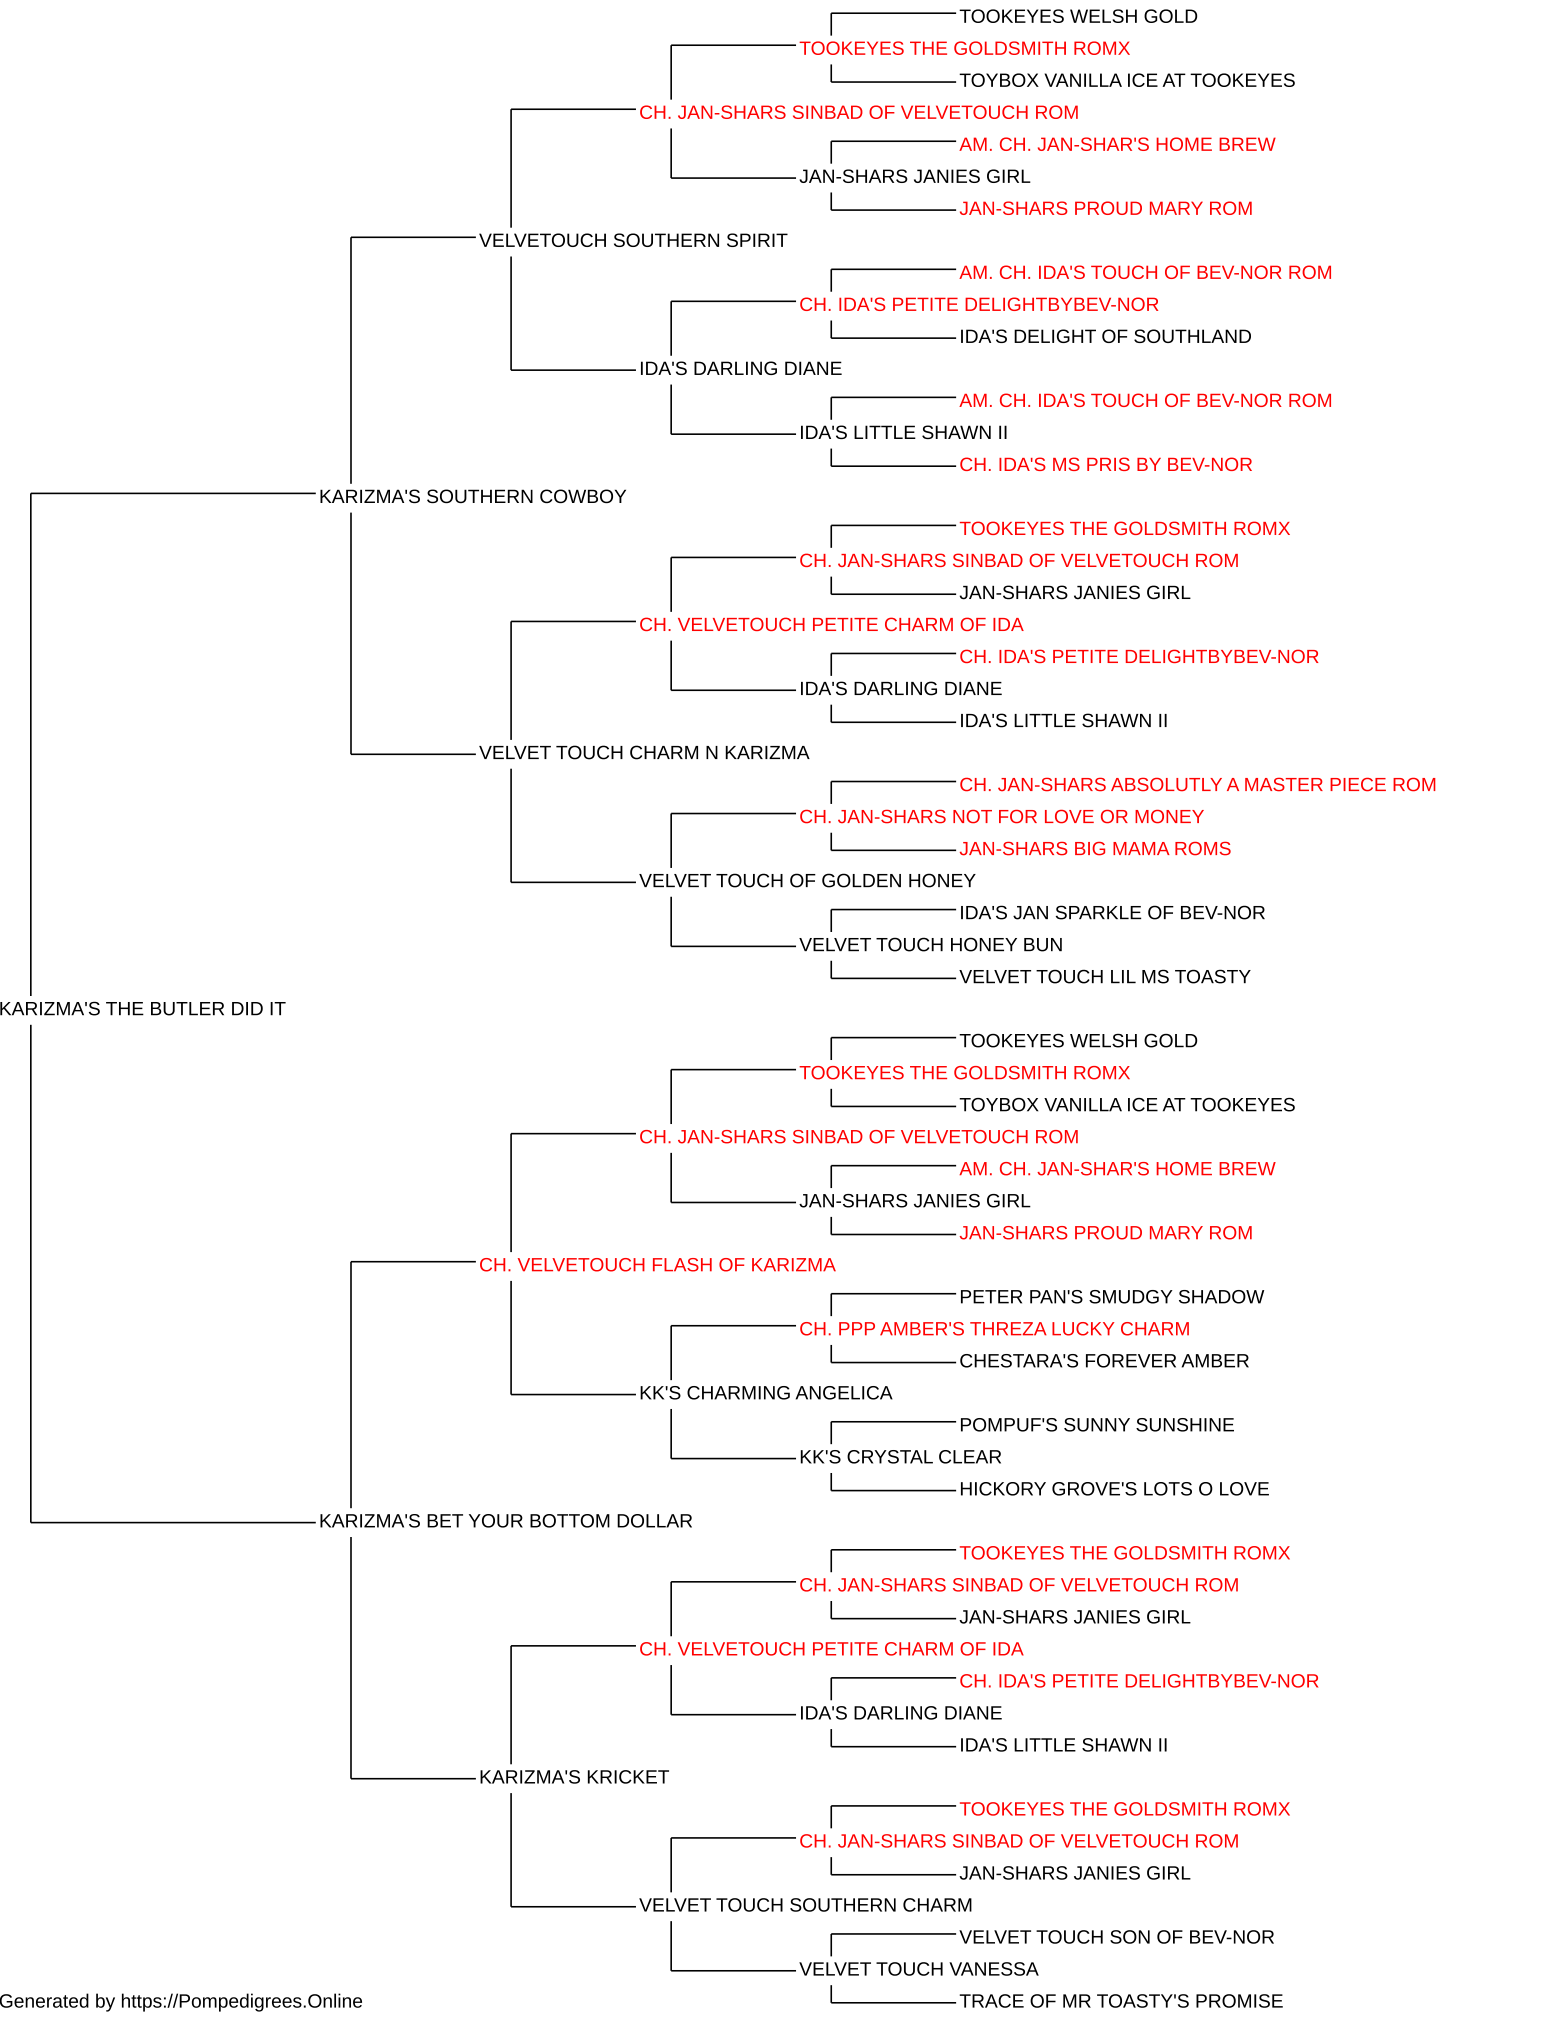 TOOKEYES WELSH GOLD
TOOKEYES THE GOLDSMITH ROMX
TOYBOX VANILLA ICE AT TOOKEYES
CH. JAN-SHARS SINBAD OF VELVETOUCH ROM
AM. CH. JAN-SHAR'S HOME BREW
JAN-SHARS JANIES GIRL
JAN-SHARS PROUD MARY ROM
VELVETOUCH SOUTHERN SPIRIT
AM. CH. IDA'S TOUCH OF BEV-NOR ROM
CH. IDA'S PETITE DELIGHTBYBEV-NOR
IDA'S DELIGHT OF SOUTHLAND
IDA'S DARLING DIANE
AM. CH. IDA'S TOUCH OF BEV-NOR ROM
IDA'S LITTLE SHAWN II
CH. IDA'S MS PRIS BY BEV-NOR
KARIZMA'S SOUTHERN COWBOY
TOOKEYES THE GOLDSMITH ROMX
CH. JAN-SHARS SINBAD OF VELVETOUCH ROM
JAN-SHARS JANIES GIRL
CH. VELVETOUCH PETITE CHARM OF IDA
CH. IDA'S PETITE DELIGHTBYBEV-NOR
IDA'S DARLING DIANE
IDA'S LITTLE SHAWN II
VELVET TOUCH CHARM N KARIZMA
CH. JAN-SHARS ABSOLUTLY A MASTER PIECE ROM
CH. JAN-SHARS NOT FOR LOVE OR MONEY
JAN-SHARS BIG MAMA ROMS
VELVET TOUCH OF GOLDEN HONEY
IDA'S JAN SPARKLE OF BEV-NOR
VELVET TOUCH HONEY BUN
VELVET TOUCH LIL MS TOASTY
KARIZMA'S THE BUTLER DID IT
TOOKEYES WELSH GOLD
TOOKEYES THE GOLDSMITH ROMX
TOYBOX VANILLA ICE AT TOOKEYES
CH. JAN-SHARS SINBAD OF VELVETOUCH ROM
AM. CH. JAN-SHAR'S HOME BREW
JAN-SHARS JANIES GIRL
JAN-SHARS PROUD MARY ROM
CH. VELVETOUCH FLASH OF KARIZMA
PETER PAN'S SMUDGY SHADOW
CH. PPP AMBER'S THREZA LUCKY CHARM
CHESTARA'S FOREVER AMBER
KK'S CHARMING ANGELICA
POMPUF'S SUNNY SUNSHINE
KK'S CRYSTAL CLEAR
HICKORY GROVE'S LOTS O LOVE
KARIZMA'S BET YOUR BOTTOM DOLLAR
TOOKEYES THE GOLDSMITH ROMX
CH. JAN-SHARS SINBAD OF VELVETOUCH ROM
JAN-SHARS JANIES GIRL
CH. VELVETOUCH PETITE CHARM OF IDA
CH. IDA'S PETITE DELIGHTBYBEV-NOR
IDA'S DARLING DIANE
IDA'S LITTLE SHAWN II
KARIZMA'S KRICKET
TOOKEYES THE GOLDSMITH ROMX
CH. JAN-SHARS SINBAD OF VELVETOUCH ROM
JAN-SHARS JANIES GIRL
VELVET TOUCH SOUTHERN CHARM
VELVET TOUCH SON OF BEV-NOR
VELVET TOUCH VANESSA
TRACE OF MR TOASTY'S PROMISE
Generated by https://Pompedigrees.Online